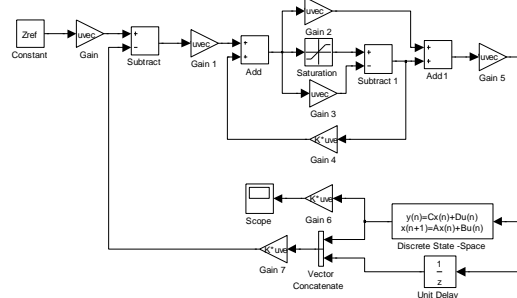 uvec
Gain 2
Zref
Constant
uvec
Gain
+
−
Subtract
uvec
Gain 1
+
+
Add
Saturation
uvec
Gain 3
+
−
Subtract 1
+
+
Add 1
uvec
Gain 5
K*uve
Gain 4
Scope
K*uve
Gain 6
y(n)=Cx(n)+Du(n)
x(n+1)=Ax(n)+Bu(n)
Discrete State -Space
K*uve
Gain 7
Vector
Concatenate
1
z
Unit Delay